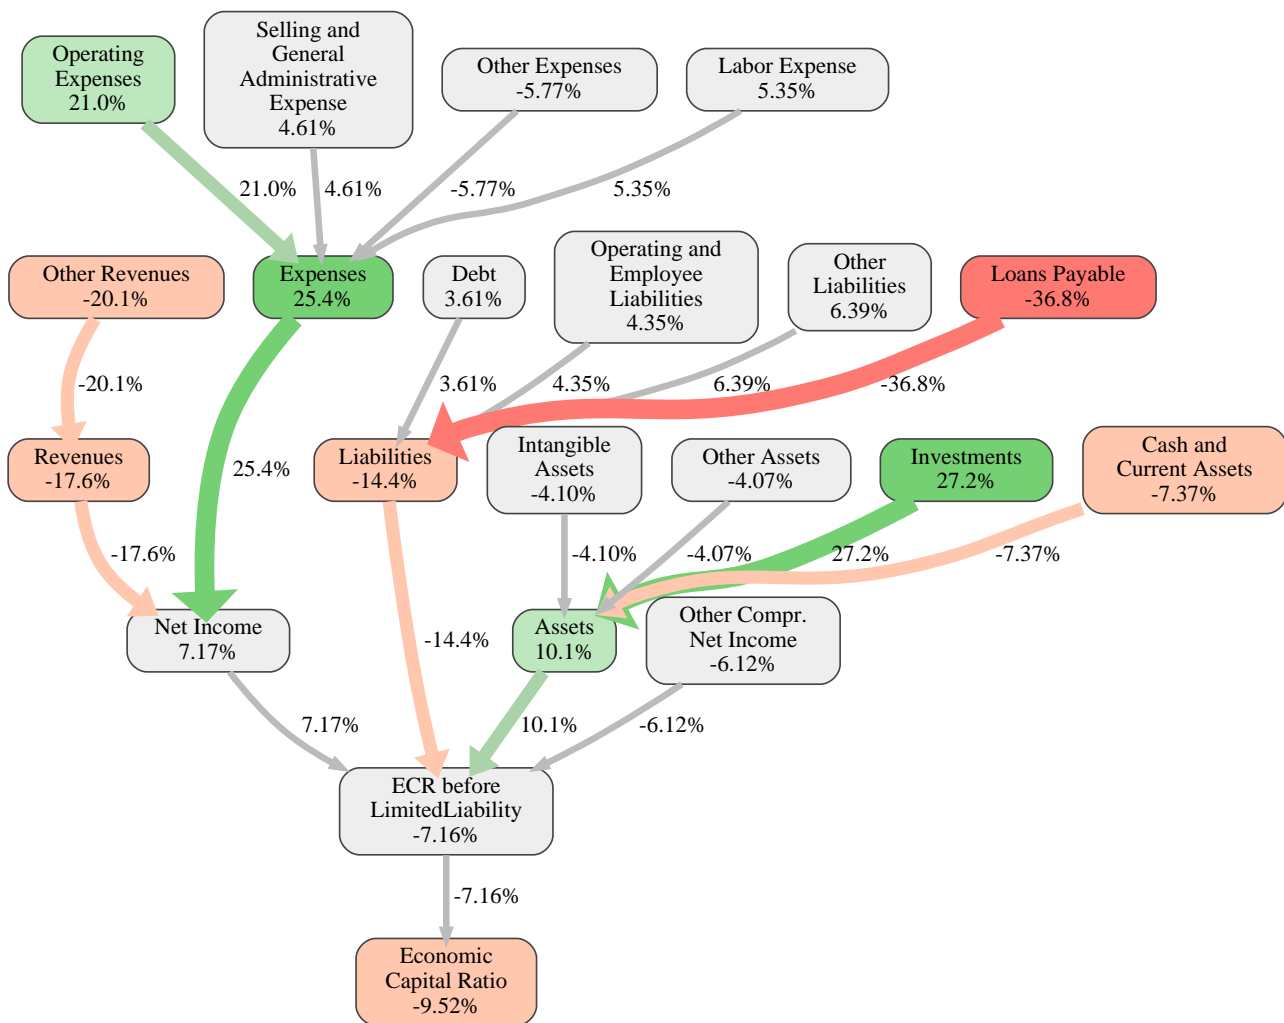 Operating
Expenses
21.0%
Selling and
General
Administrative
Expense
4.61%
Other Expenses
-5.77%
Labor Expense
5.35%
21.0%
4.61%
-5.77%
5.35%
Other Revenues
-20.1%
Expenses
25.4%
Debt
3.61%
Operating and
Employee
Liabilities
4.35%
Other
Liabilities
6.39%
Loans Payable
-36.8%
-20.1%
3.61%
4.35%
6.39%
-36.8%
Revenues
-17.6%
25.4%
Liabilities
-14.4%
Intangible
Assets
-4.10%
Other Assets
-4.07%
Investments
27.2%
Cash and
Current Assets
-7.37%
-17.6%
-4.10%
-4.07%
27.2%
-7.37%
Net Income
7.17%
-14.4%
Assets
10.1%
Other Compr.
Net Income
-6.12%
7.17%
10.1%
-6.12%
ECR before
LimitedLiability
-7.16%
-7.16%
Economic
Capital Ratio
-9.52%